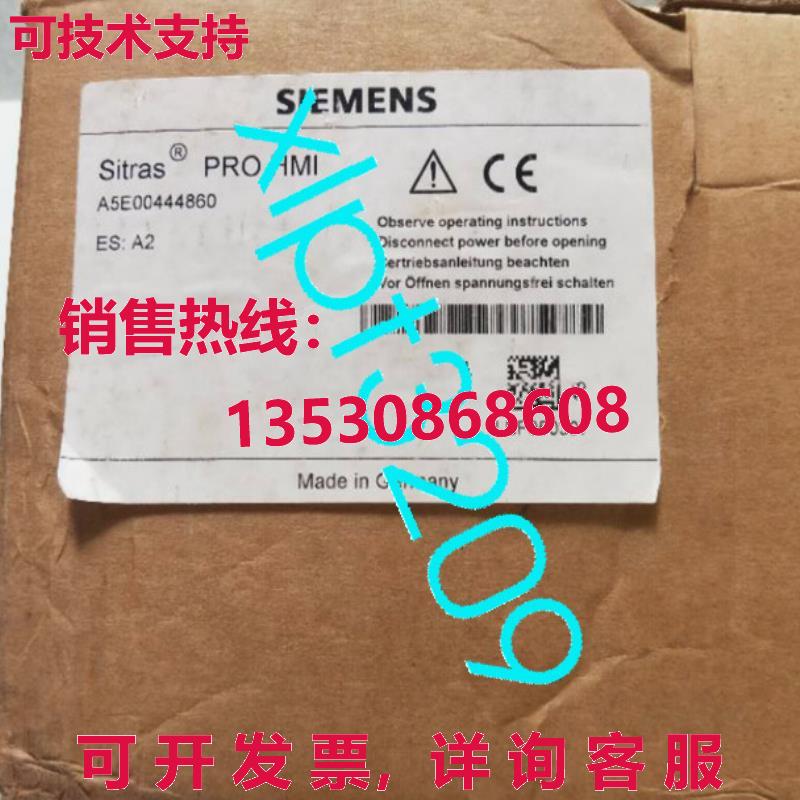 可技术支持
SIEMENS
Sitras® PRO HMI
A5E00444860
ES: A2
Observe operating instructions
Disconnect power before opening
Betriebsanleitung beachten
Vor Öffnen spannungsfrei schalten
销售热线：
13530868608
Made in Germany
xlpt3209
可开发票, 详询客服